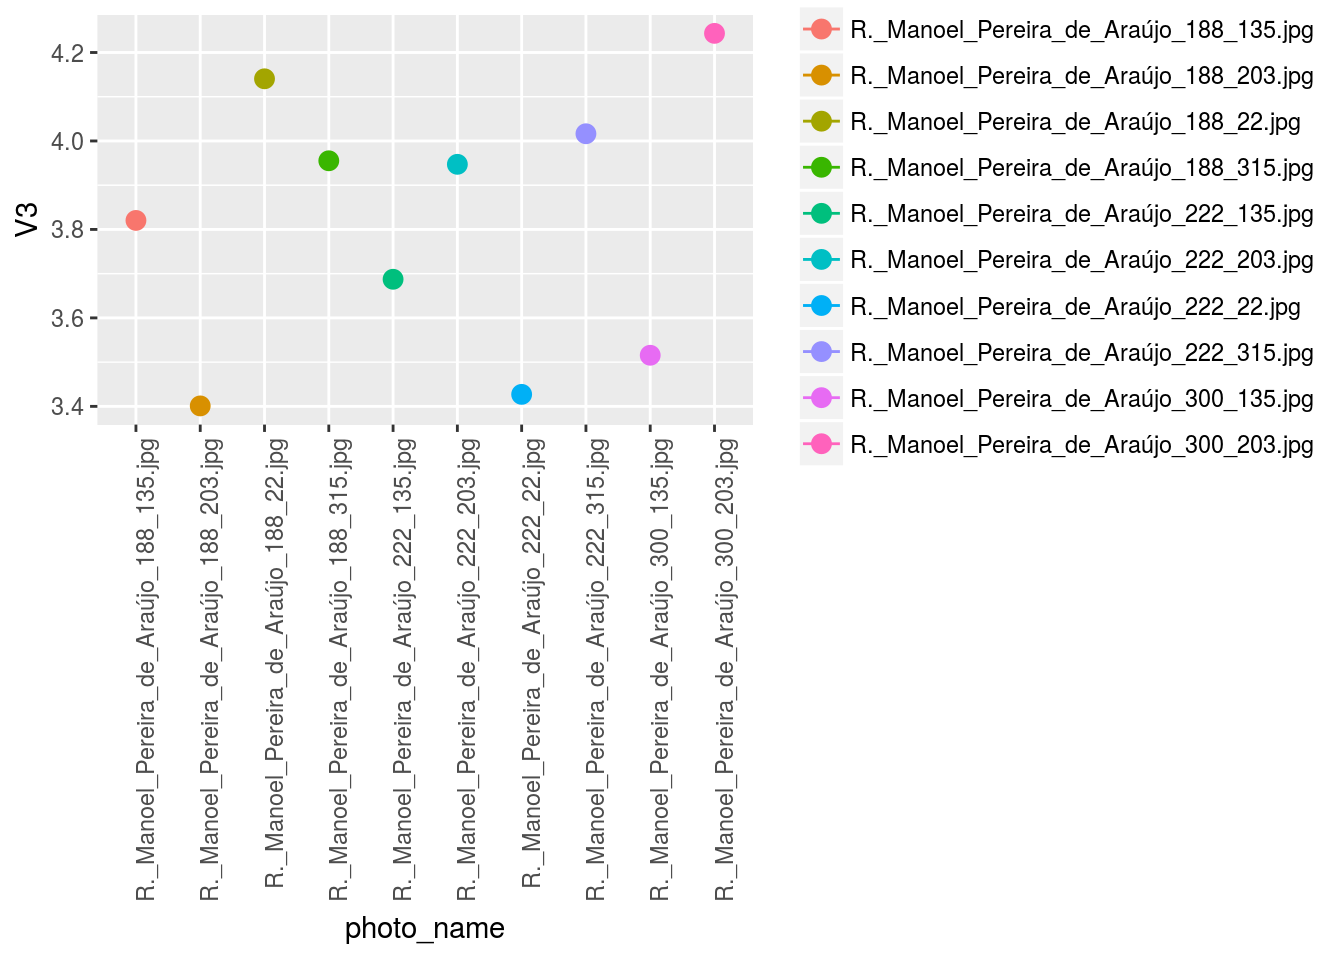 4.2
4.0
3.8
3.6
3.4
V3
R._Manoel_Pereira_de_Araújo_188_135.jpg
R._Manoel_Pereira_de_Araújo_188_203.jpg
R._Manoel_Pereira_de_Araújo_188_22.jpg
R._Manoel_Pereira_de_Araújo_188_315.jpg
R._Manoel_Pereira_de_Araújo_222_135.jpg
R._Manoel_Pereira_de_Araújo_222_203.jpg
R._Manoel_Pereira_de_Araújo_222_22.jpg
R._Manoel_Pereira_de_Araújo_222_315.jpg
R._Manoel_Pereira_de_Araújo_300_135.jpg
R._Manoel_Pereira_de_Araújo_300_203.jpg
photo_name
R._Manoel_Pereira_de_Araújo_188_135.jpg
R._Manoel_Pereira_de_Araújo_188_203.jpg
R._Manoel_Pereira_de_Araújo_188_22.jpg
R._Manoel_Pereira_de_Araújo_188_315.jpg
R._Manoel_Pereira_de_Araújo_222_135.jpg
R._Manoel_Pereira_de_Araújo_222_203.jpg
R._Manoel_Pereira_de_Araújo_222_22.jpg
R._Manoel_Pereira_de_Araújo_222_315.jpg
R._Manoel_Pereira_de_Araújo_300_135.jpg
R._Manoel_Pereira_de_Araújo_300_203.jpg